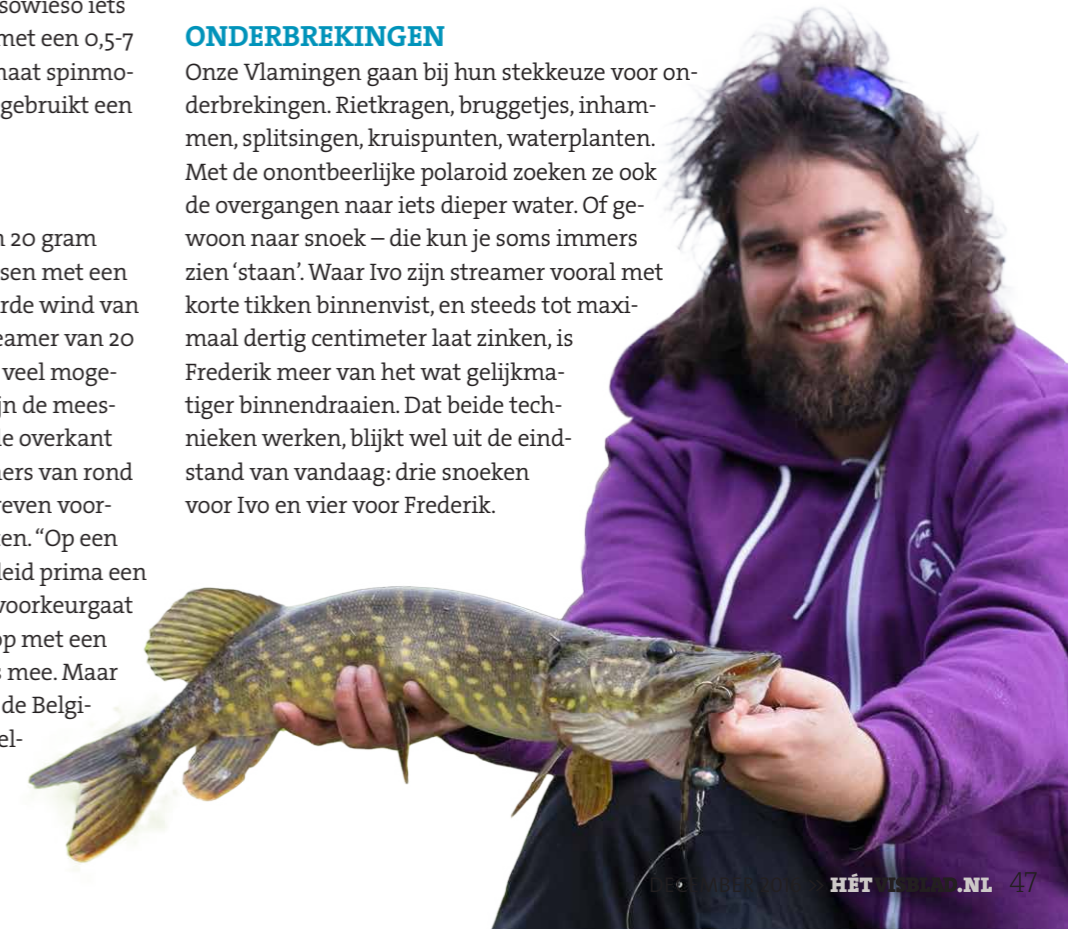 sowieso iets
met een 0,5-7
maat spinmo-
gebruikt een
n 20 gram
sen met een
rde wind van
eamer van 20
veel moge-
jn de mees-
de overkant
ners van rond
reven voor-
ten. “Op een
leid prima een
voorkeurgaat
op met een
s mee. Maar
de Belgi-
el-
ONDERBREKINGEN
Onze Vlamingen gaan bij hun stekkeuze voor on-
derbrekingen. Rietkragen, bruggetjes, inham-
men, splitsingen, kruispunten, waterplanten.
Met de onontbeerlijke polaroid zoeken ze ook
de overgangen naar iets dieper water. Of ge-
woon naar snoek – die kun je soms immers
zien ‘staan’. Waar Ivo zijn streamer vooral met
korte tikken binnenvist, en steeds tot maxi-
maal dertig centimeter laat zinken, is
Frederik meer van het wat gelijkma-
tiger binnendraaien. Dat beide tech-
nieken werken, blijkt wel uit de eind-
stand van vandaag: drie snoeken
voor Ivo en vier voor Frederik.
DECEMBER » HÉTVISBLAD.NL 47